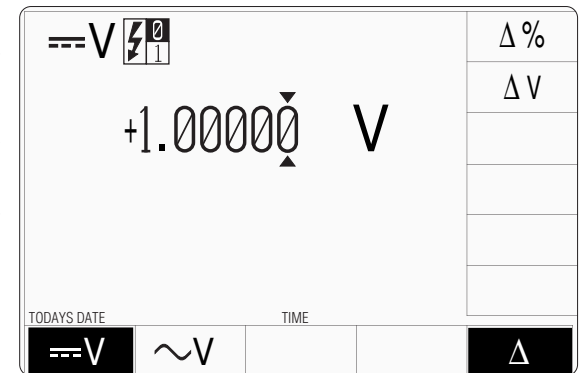 ⎓V 0
1
Δ%
ΔV
+1.00000 V
TODAYS DATE TIME
⎓V ∼V Δ